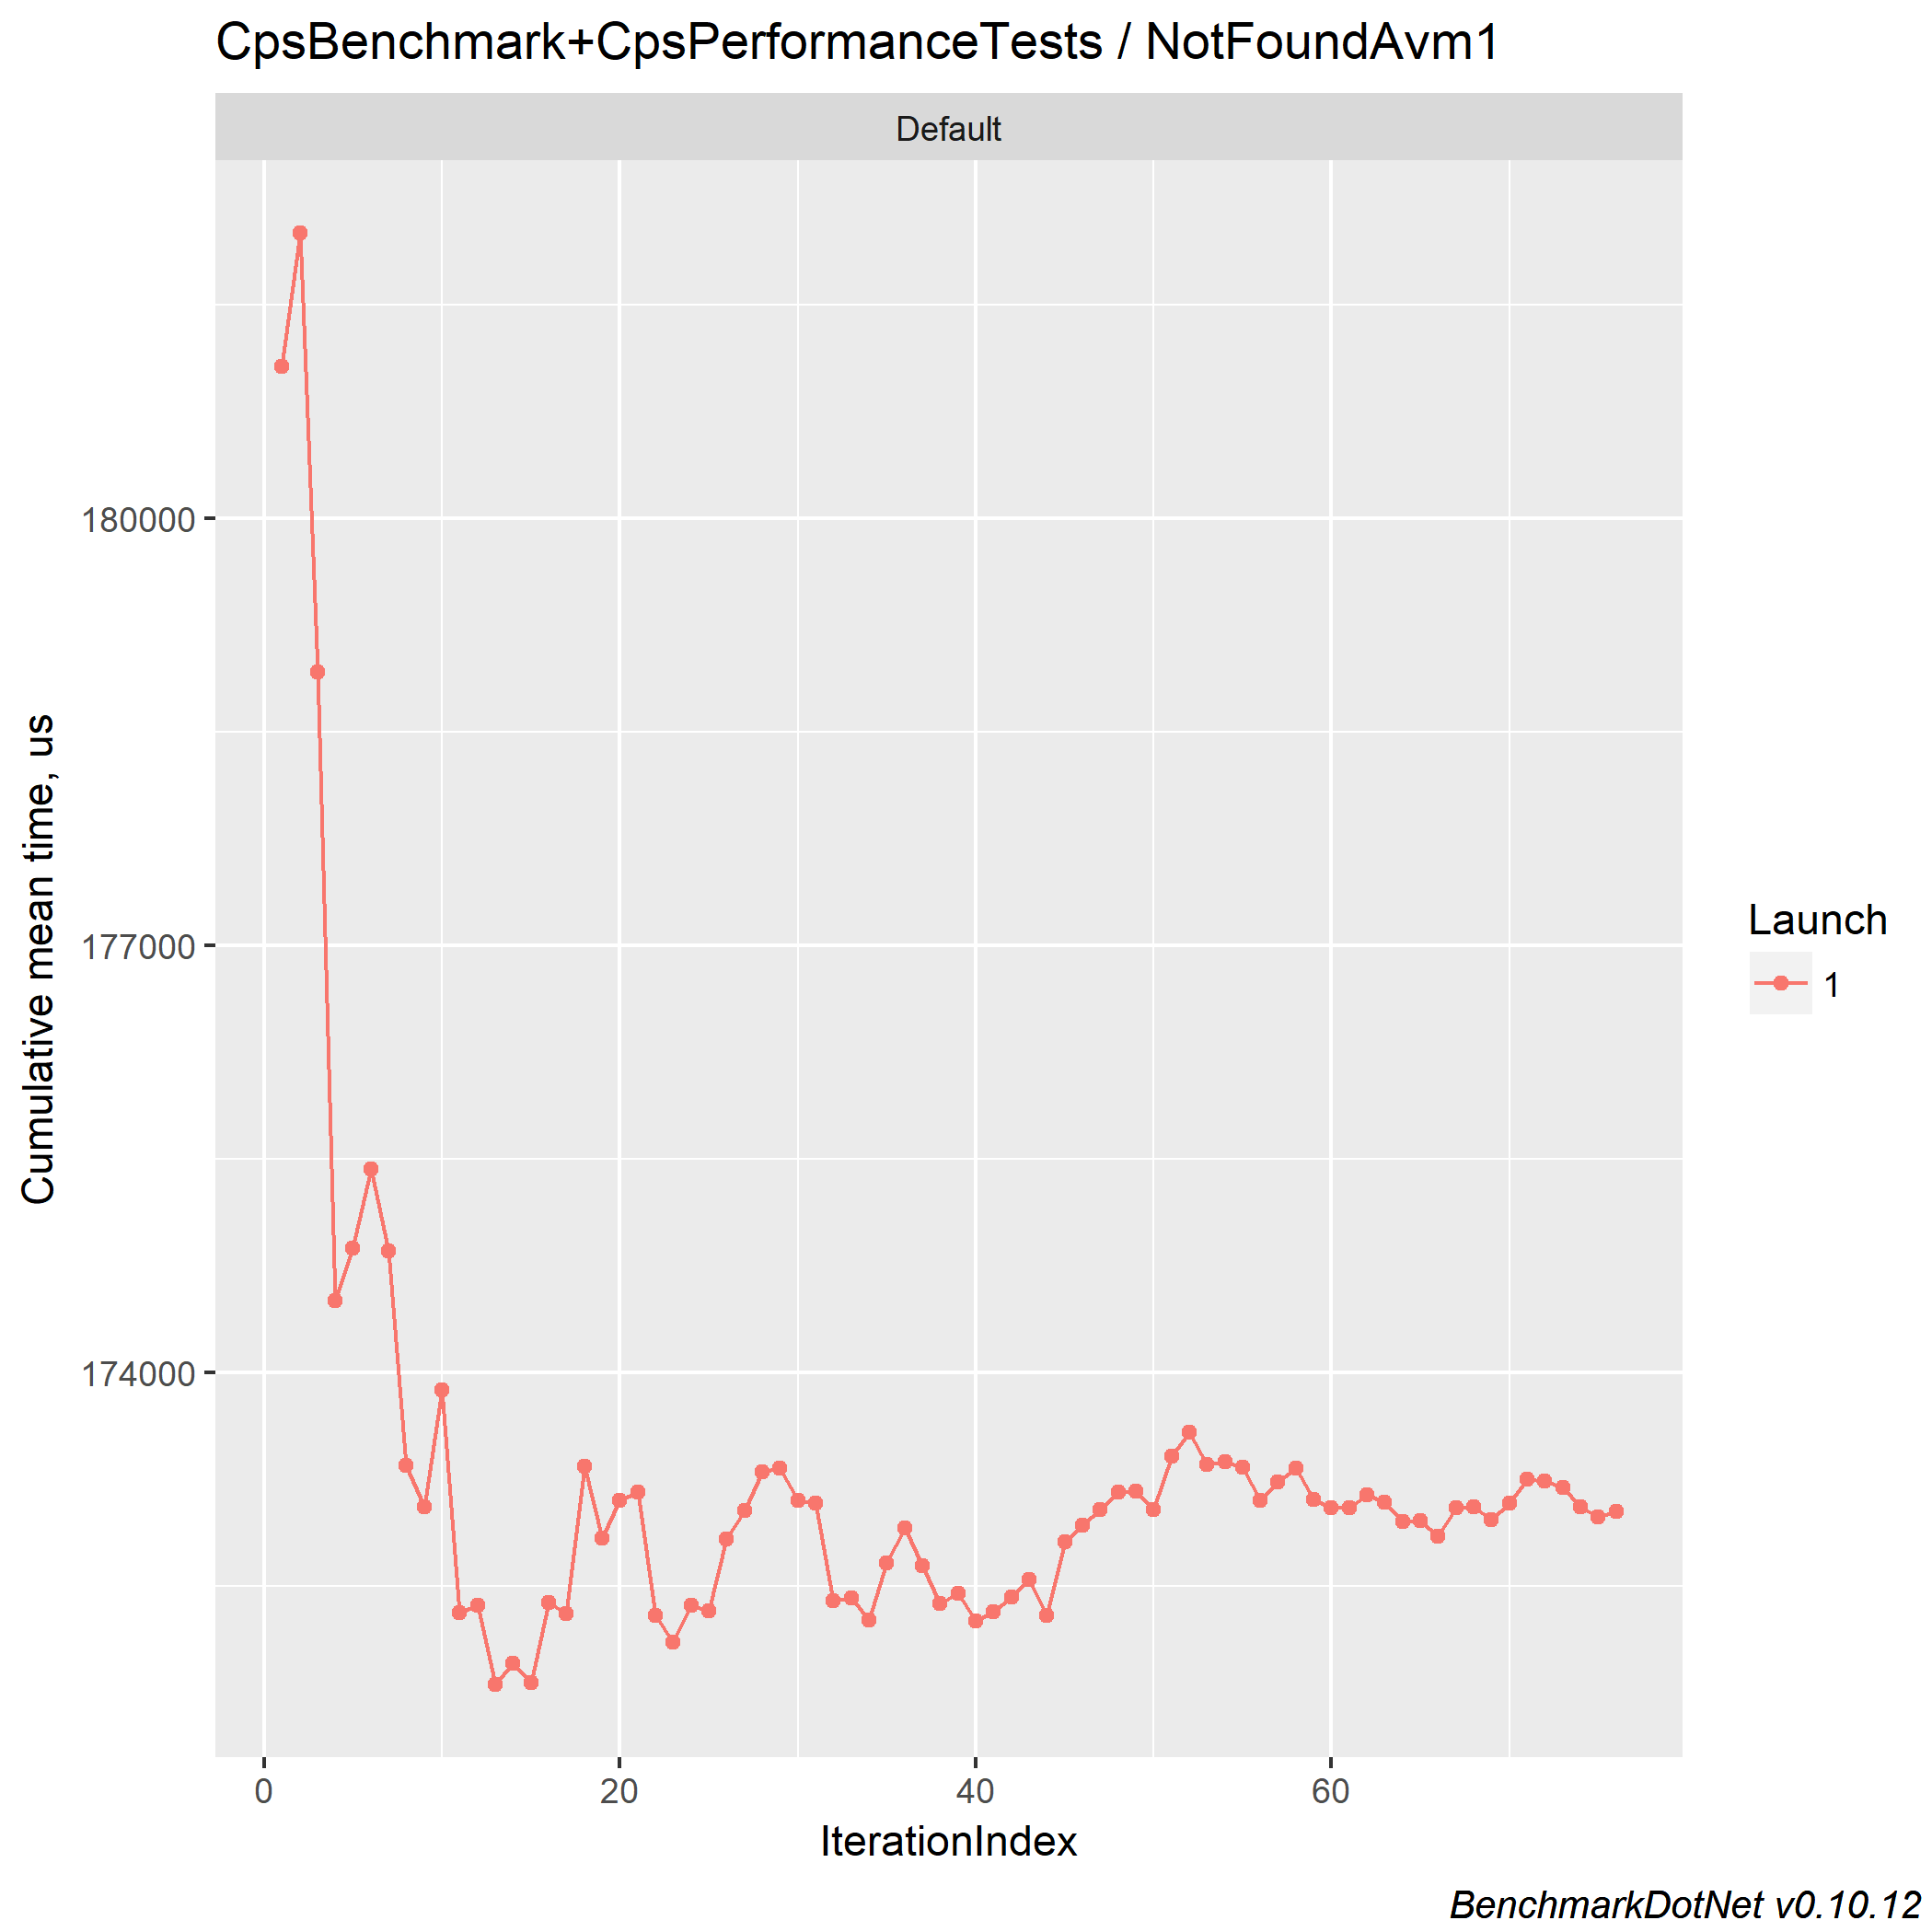 CpsBenchmark+CpsPerformanceTests / NotFoundAvm1
Default
Cumulative mean time, us
180000
177000
174000
0 20 40 60
IterationIndex
Launch
1
BenchmarkDotNet v0.10.12